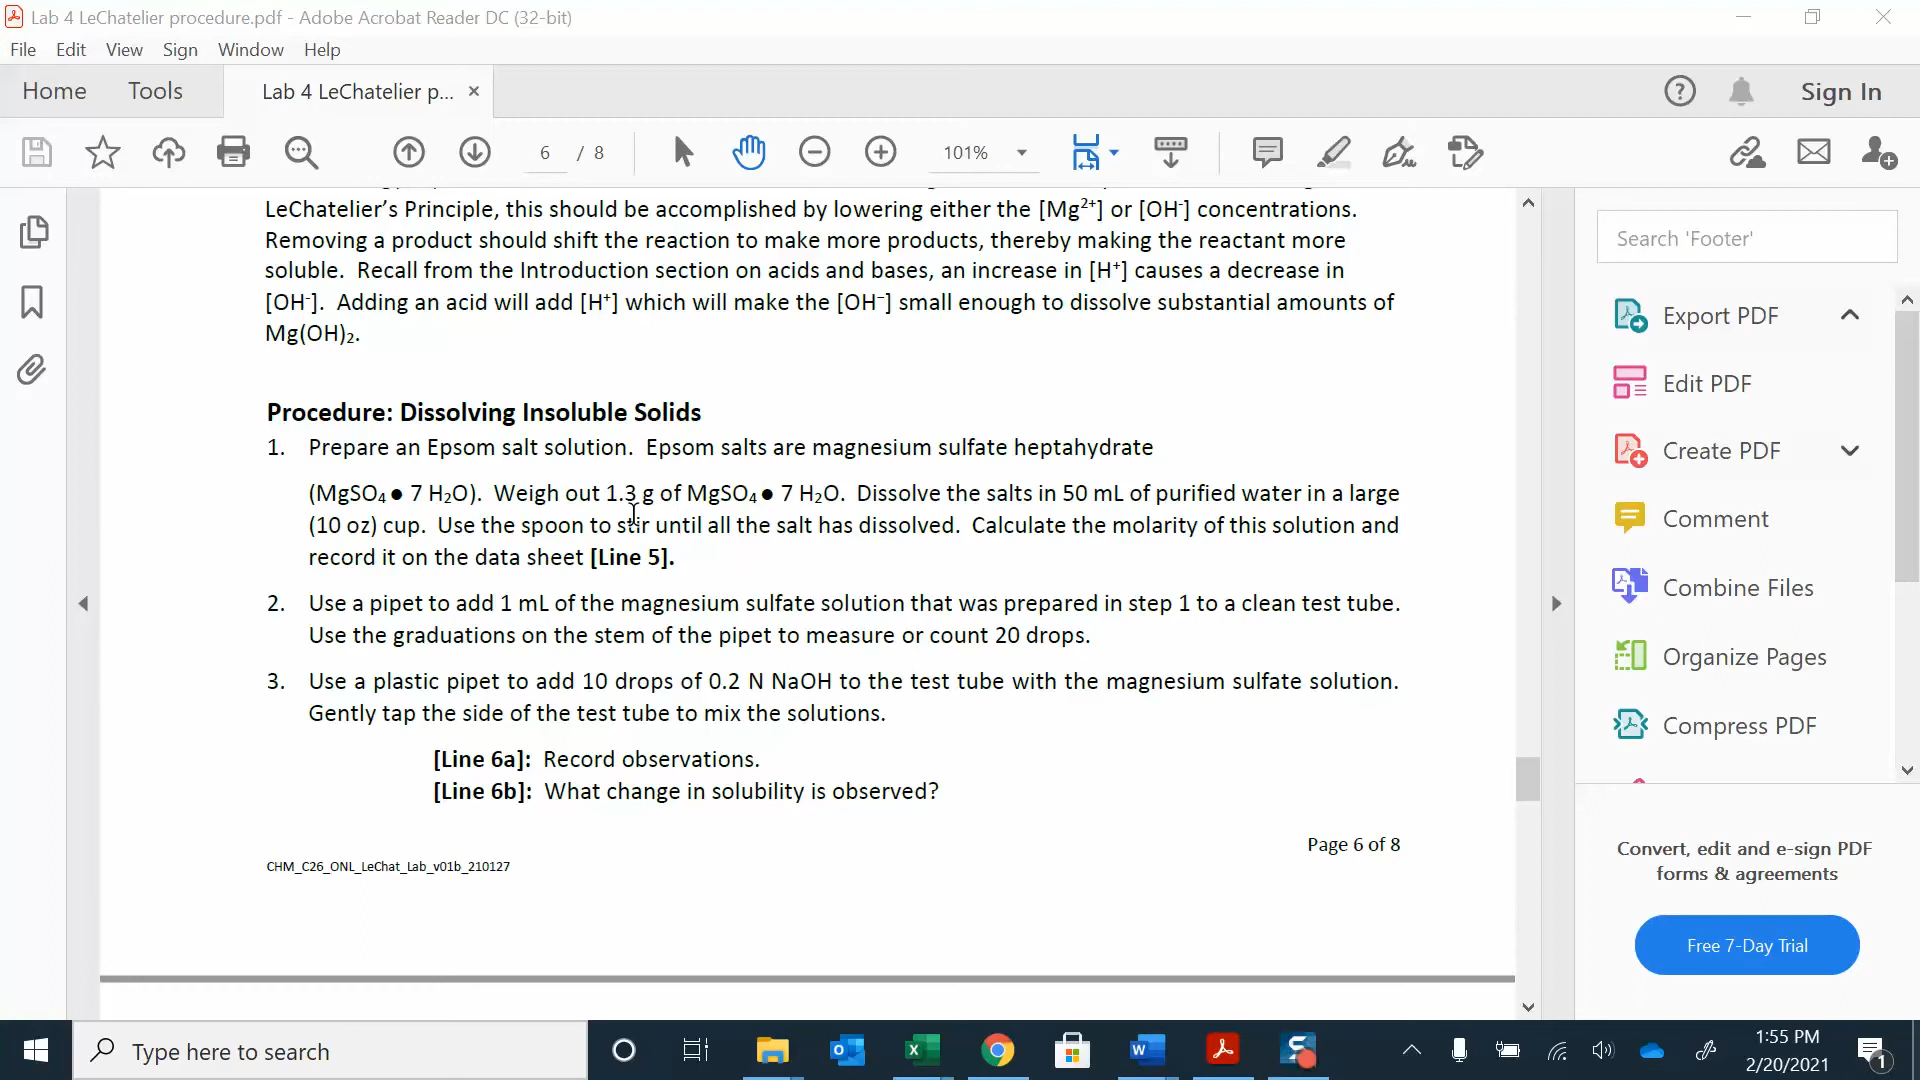 Lab 4 LeChatelier procedure.pdf - Adobe Acrobat Reader DC (32-bit)
File Edit View Sign Window Help
Home Tools Lab 4 LeChatelier p... × Sign In
6 / 8 101%
LeChatelier’s Principle, this should be accomplished by lowering either the [Mg²⁺] or [OH⁻] concentrations.
Removing a product should shift the reaction to make more products, thereby making the reactant more
soluble. Recall from the Introduction section on acids and bases, an increase in [H⁺] causes a decrease in
[OH⁻]. Adding an acid will add [H⁺] which will make the [OH⁻] small enough to dissolve substantial amounts of
Mg(OH)₂.
Procedure: Dissolving Insoluble Solids
1. Prepare an Epsom salt solution. Epsom salts are magnesium sulfate heptahydrate
(MgSO₄ ● 7 H₂O). Weigh out 1.3 g of MgSO₄ ● 7 H₂O. Dissolve the salts in 50 mL of purified water in a large
(10 oz) cup. Use the spoon to stir until all the salt has dissolved. Calculate the molarity of this solution and
record it on the data sheet [Line 5].
2. Use a pipet to add 1 mL of the magnesium sulfate solution that was prepared in step 1 to a clean test tube.
Use the graduations on the stem of the pipet to measure or count 20 drops.
3. Use a plastic pipet to add 10 drops of 0.2 N NaOH to the test tube with the magnesium sulfate solution.
Gently tap the side of the test tube to mix the solutions.
[Line 6a]: Record observations.
[Line 6b]: What change in solubility is observed?
Page 6 of 8
CHM_C26_ONL_LeChat_Lab_v01b_210127
Search 'Footer'
Export PDF
Edit PDF
Create PDF
Comment
Combine Files
Organize Pages
Compress PDF
Convert, edit and e-sign PDF
forms & agreements
Free 7-Day Trial
Type here to search
1:55 PM
2/20/2021
1